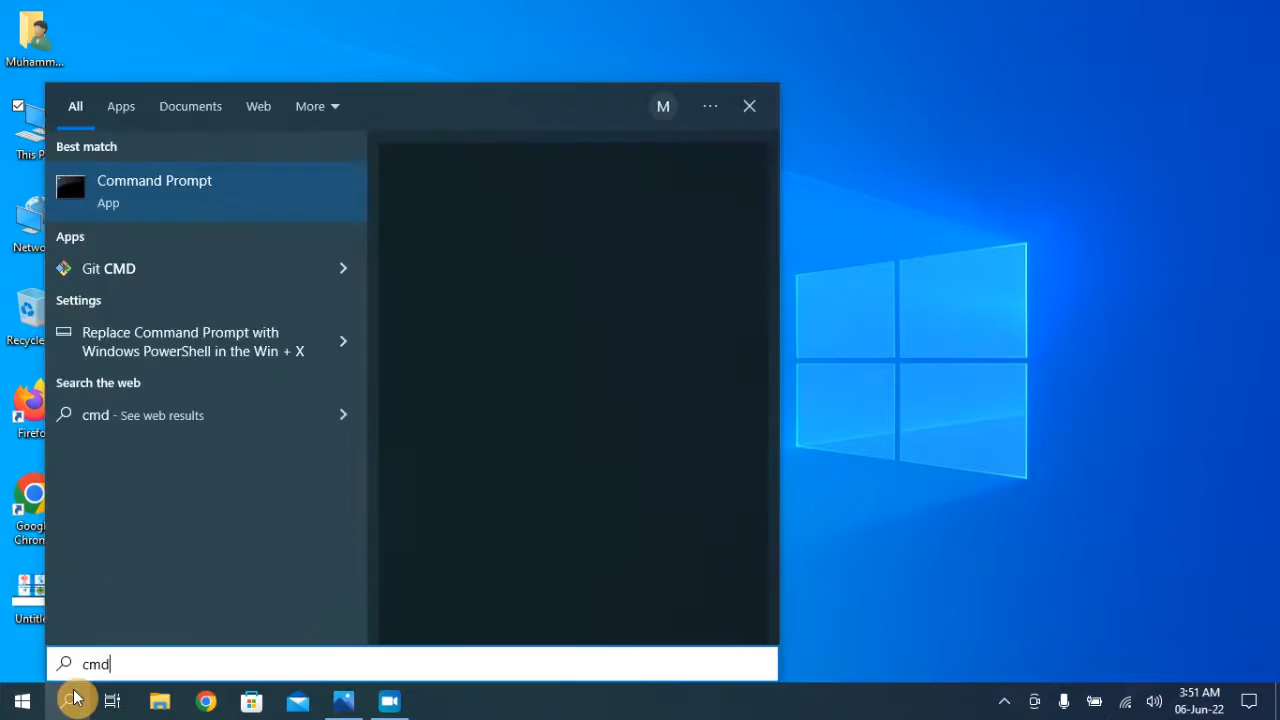 Muhamm...
This P
Netwo
Recycle
Firefo
Goog
Chron
Untitle
All
Apps
Documents
Web
More
M
Best match
Command Prompt
App
Apps
Git CMD
Settings
Replace Command Prompt with
Windows PowerShell in the Win + X
Search the web
cmd - See web results
cmd
3:51 AM
06-Jun-22